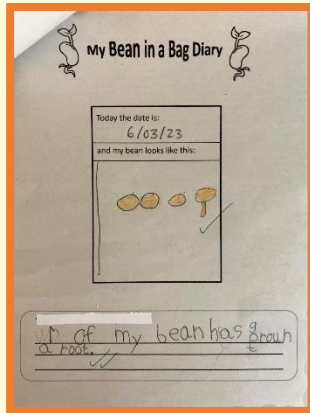 My Bean in a Bag Diary
Today the date is:
6/03/23
and my bean looks like this:
of my bean has grown
a root.